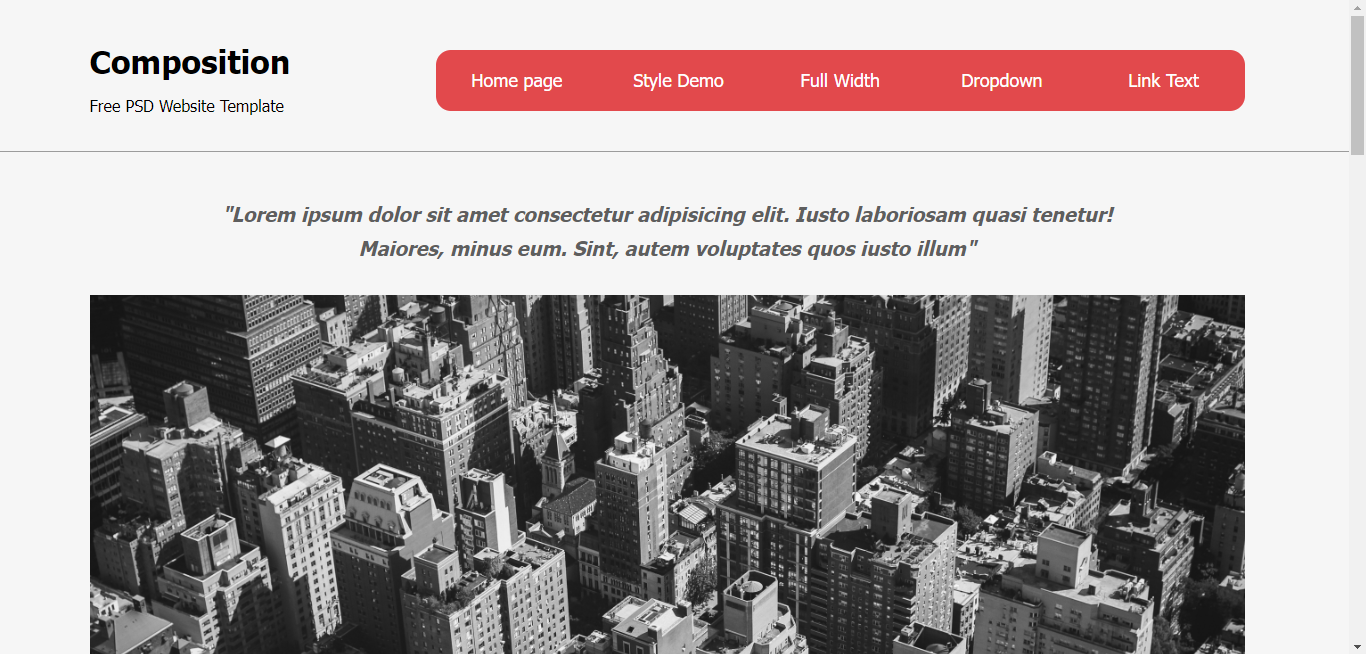 Composition
Free PSD Website Template
Home page Style Demo Full Width Dropdown Link Text
"Lorem ipsum dolor sit amet consectetur adipisicing elit. Iusto laboriosam quasi tenetur!
Maiores, minus eum. Sint, autem voluptates quos iusto illum"